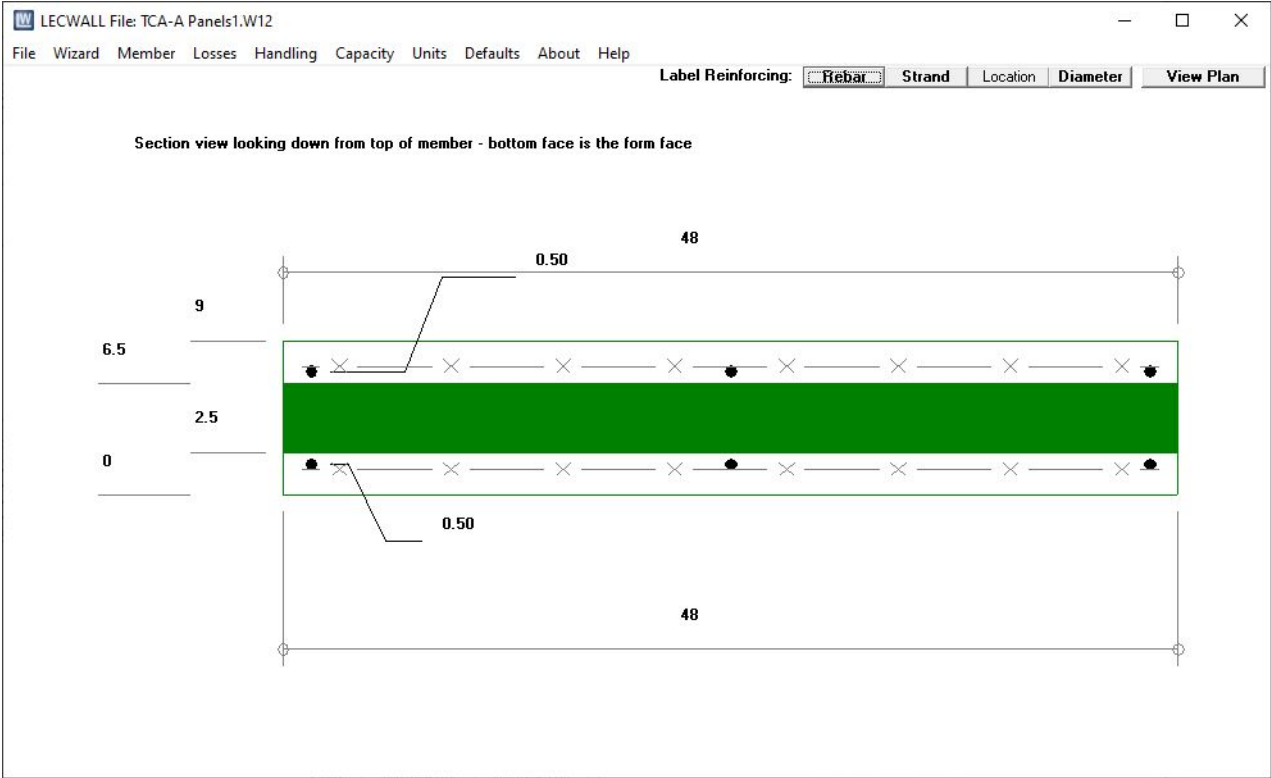 LECWALL File: TCA-A Panels1.W12
File Wizard Member Losses Handling Capacity Units Defaults About Help
Label Reinforcing: Rebar Strand Location Diameter View Plan
Section view looking down from top of member - bottom face is the form face
48
0.50
9
6.5
2.5
0
0.50
48